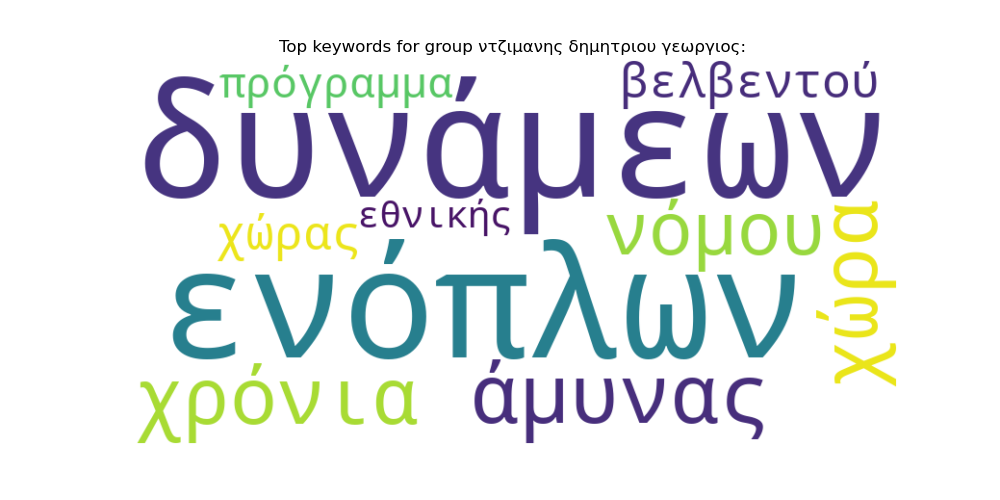 Top keywords for group ντζιμανης δημητριου γεωργιος:
πρόγραμμα
βελβεντού
δυνάμεων
χώρας
εθνικής
νόμου
χώρα
ενόπλων
χρόνια
άμυνας